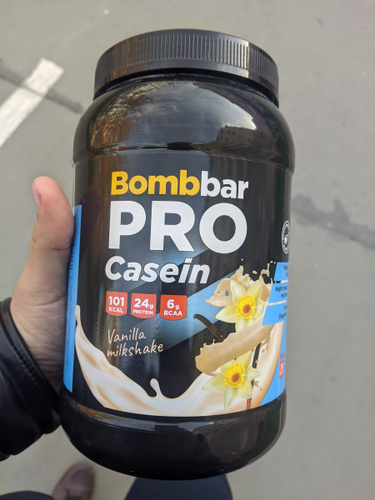 Bombbar
PRO
Casein
101
KCAL
24g
PROTEIN
6g
BCAA
Vanilla
milkshake